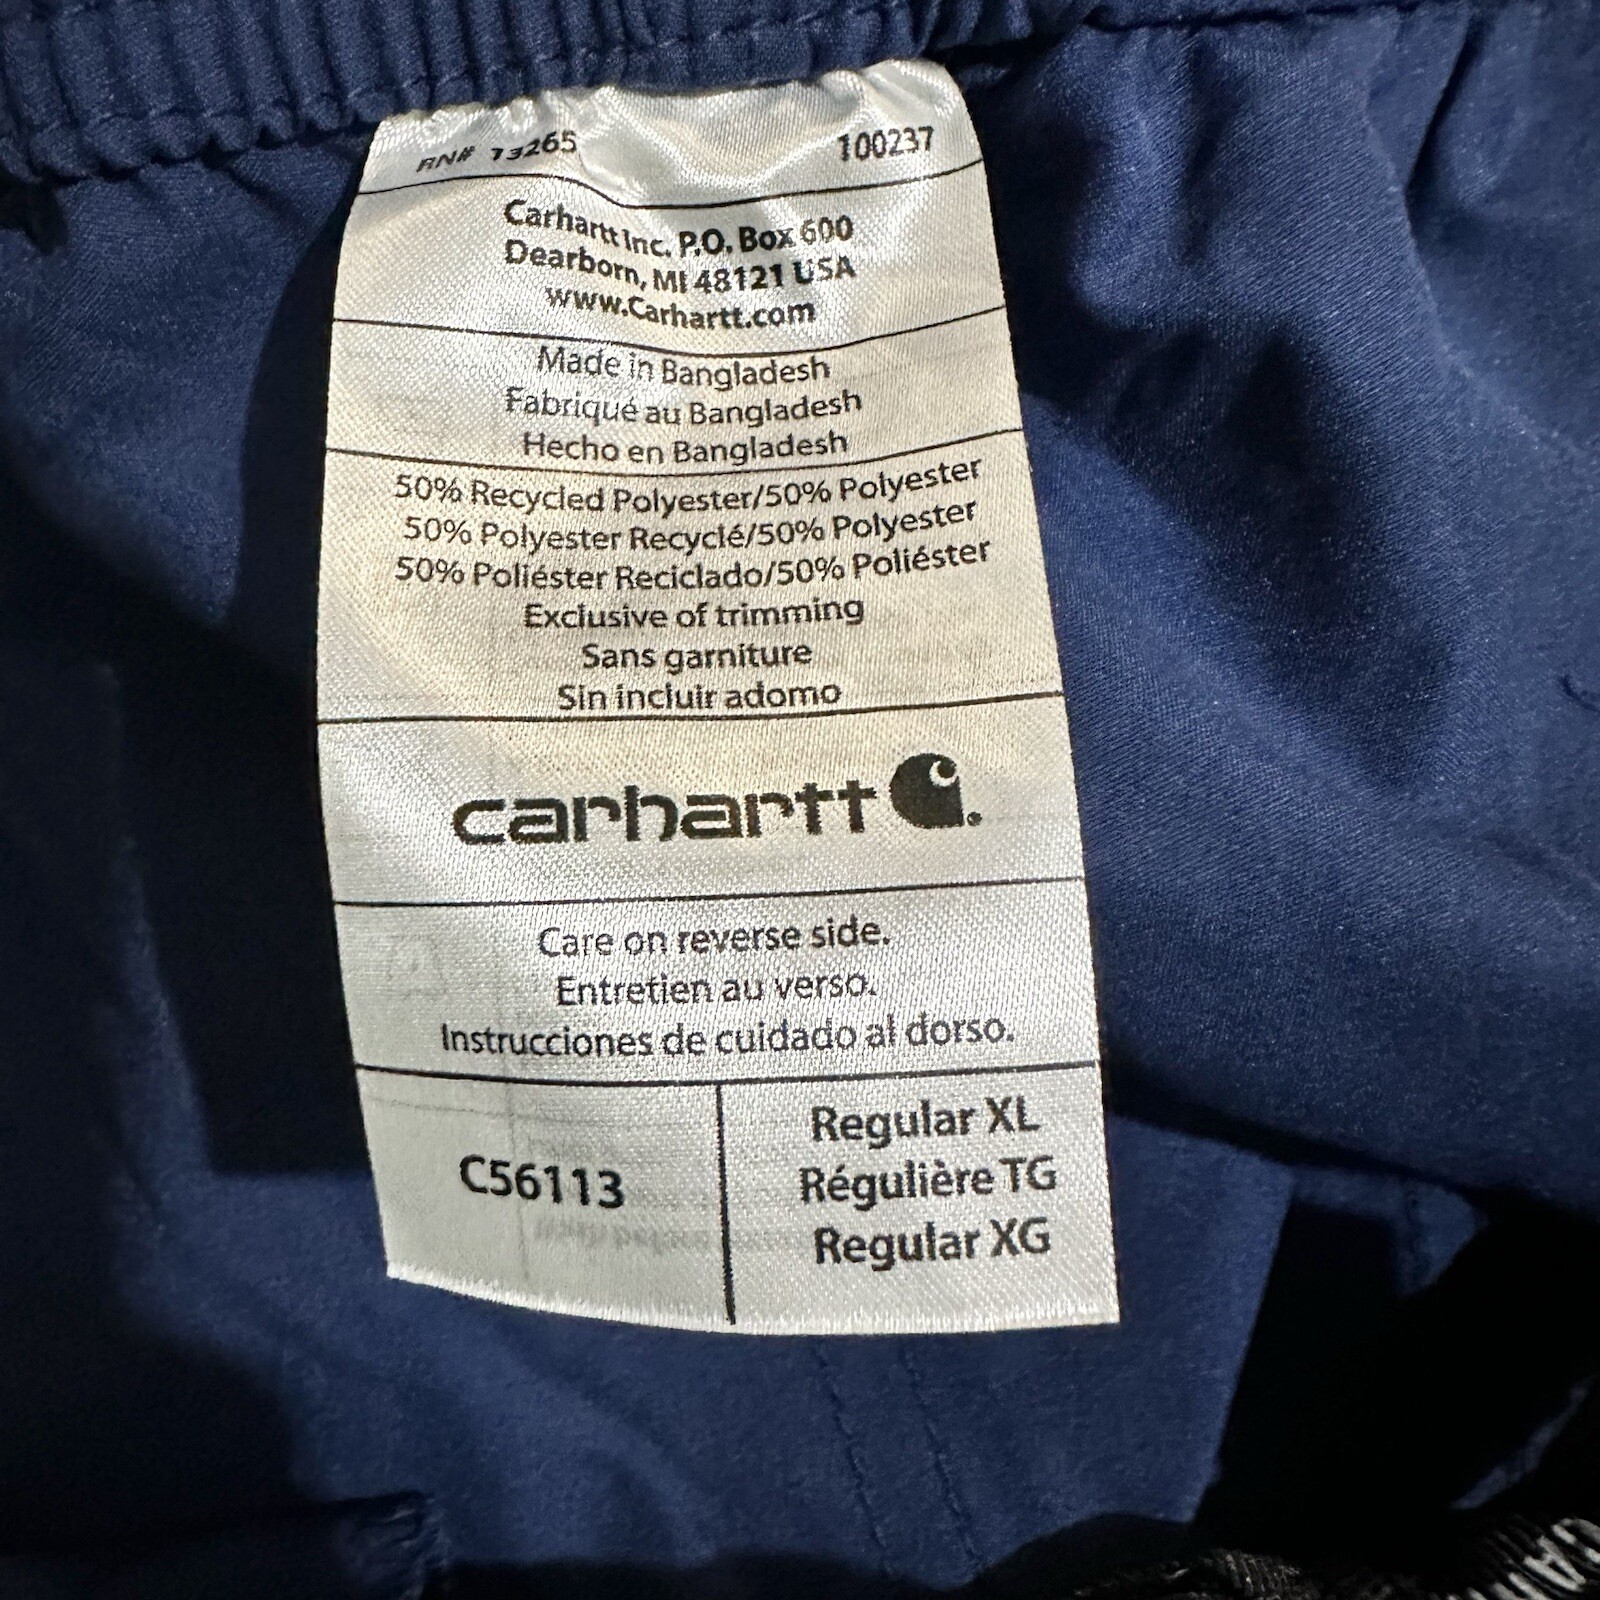 RN# 13265 100237
Carhartt Inc. P.O. Box 600
Dearborn, MI 48121 USA
www.Carhartt.com
Made in Bangladesh
Fabriqué au Bangladesh
Hecho en Bangladesh
50% Recycled Polyester/50% Polyester
50% Polyester Recyclé/50% Polyester
50% Poliéster Reciclado/50% Poliéster
Exclusive of trimming
Sans garniture
Sin incluir adorno
carhartt
Care on reverse side.
Entretien au verso.
Instrucciones de cuidado al dorso.
C56113
Regular XL
Régulière TG
Regular XG